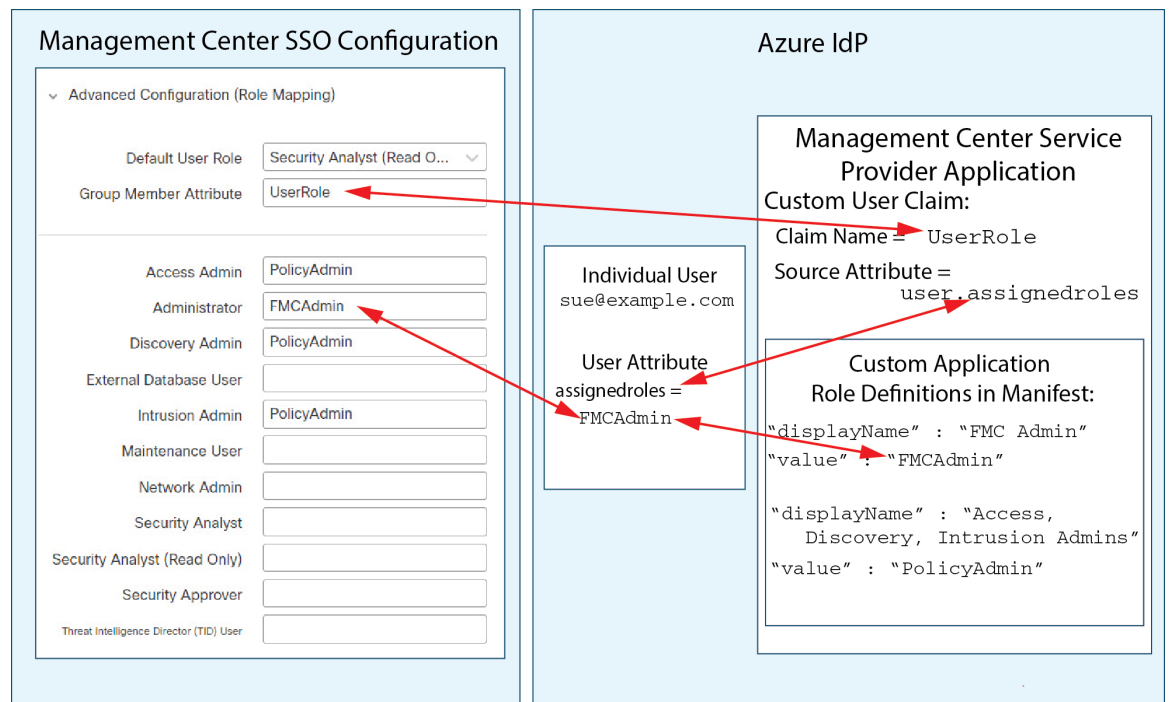 Management Center SSO Configuration
Advanced Configuration (Role Mapping)
Default User Role Security Analyst (Read O...
Group Member Attribute UserRole
Access Admin PolicyAdmin
Administrator FMCAdmin
Discovery Admin PolicyAdmin
External Database User
Intrusion Admin PolicyAdmin
Maintenance User
Network Admin
Security Analyst
Security Analyst (Read Only)
Security Approver
Threat Intelligence Director (TID) User
Azure IdP
Individual User
sue@example.com
User Attribute
assignedroles =
FMCAdmin
Management Center Service
Provider Application
Custom User Claim:
Claim Name = UserRole
Source Attribute =
user.assignedroles
Custom Application
Role Definitions in Manifest:
“displayName” : “FMC Admin”
“value” : “FMCAdmin”
“displayName” : “Access,
Discovery, Intrusion Admins”
“value” : “PolicyAdmin”